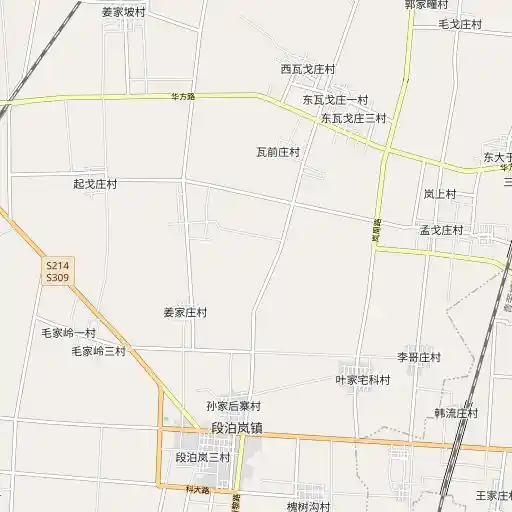 郭家疃村
姜家坡村
毛戈庄村
西瓦戈庄村
华方路
东瓦戈庄一村
东瓦戈庄三村
瓦前庄村
起戈庄村
岚上村
孟戈庄村
S214
S309
姜家庄村
毛家岭一村
毛家岭三村
李哥庄村
叶家宅科村
孙家后寨村
韩流庄村
段泊岚镇
段泊岚三村
科大路
王家庄村
槐树沟村